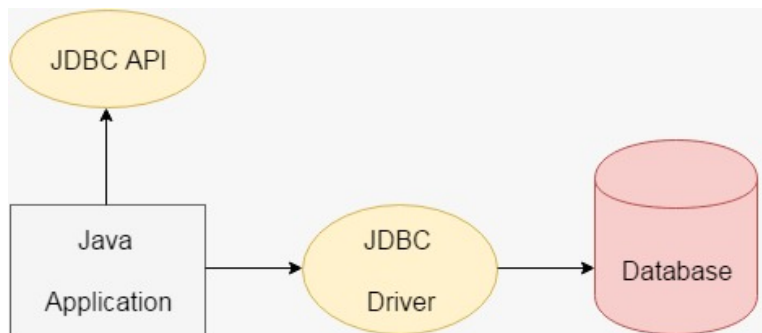 JDBC API
Java
Application
JDBC
Driver
Database